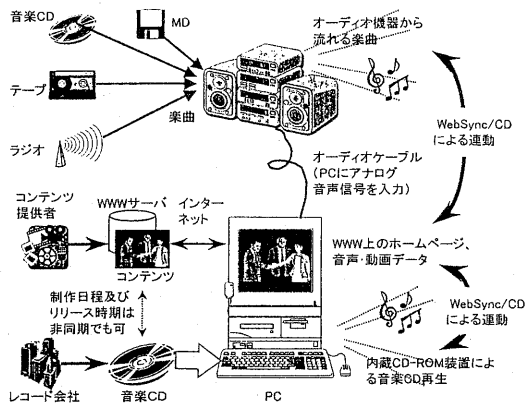 音楽CD
MD
テープ
楽曲
ラジオ
オーディオ機器から
流れる楽曲
WebSync/CD
による連動
オーディオケーブル
(PCにアナログ
音声信号を入力)
コンテンツ
提供者
WWWサーバ
インター
ネット
コンテンツ
WWW上のホームページ、
音声・動画データ
制作日程及び
リリース時期は
非同期でも可
WebSync/CD
による連動
内蔵CD-ROM装置によ
る音楽CD再生
レコード会社
音楽CD
PC